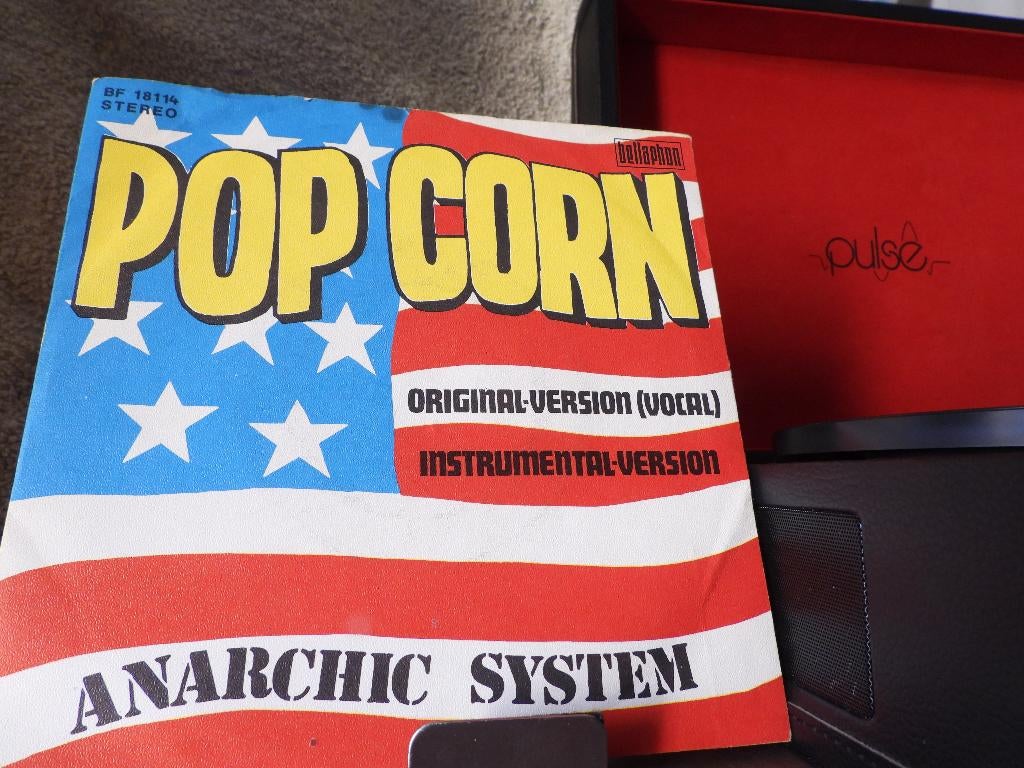 BF 18114
STEREO
bellaphon
POP CORN
ORIGINAL-VERSION (VOCAL)
INSTRUMENTAL-VERSION
ANARCHIC SYSTEM
pulse